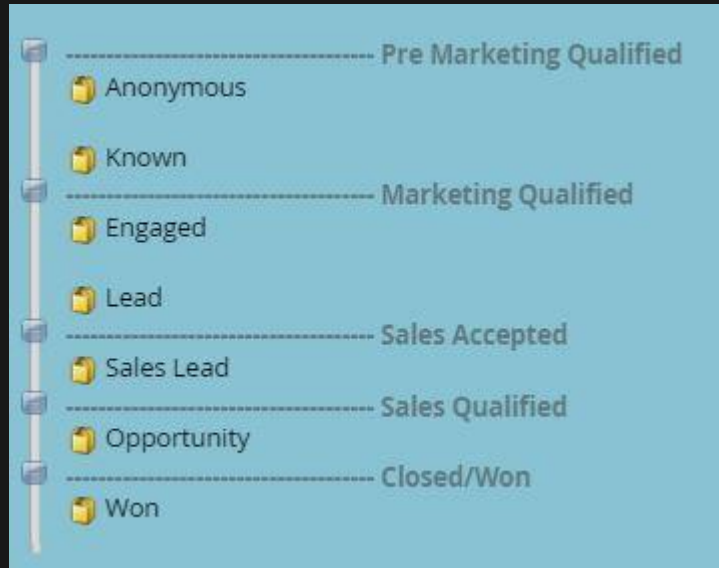 Pre Marketing Qualified
Anonymous
Known
Marketing Qualified
Engaged
Lead
Sales Accepted
Sales Lead
Sales Qualified
Opportunity
Closed/Won
Won